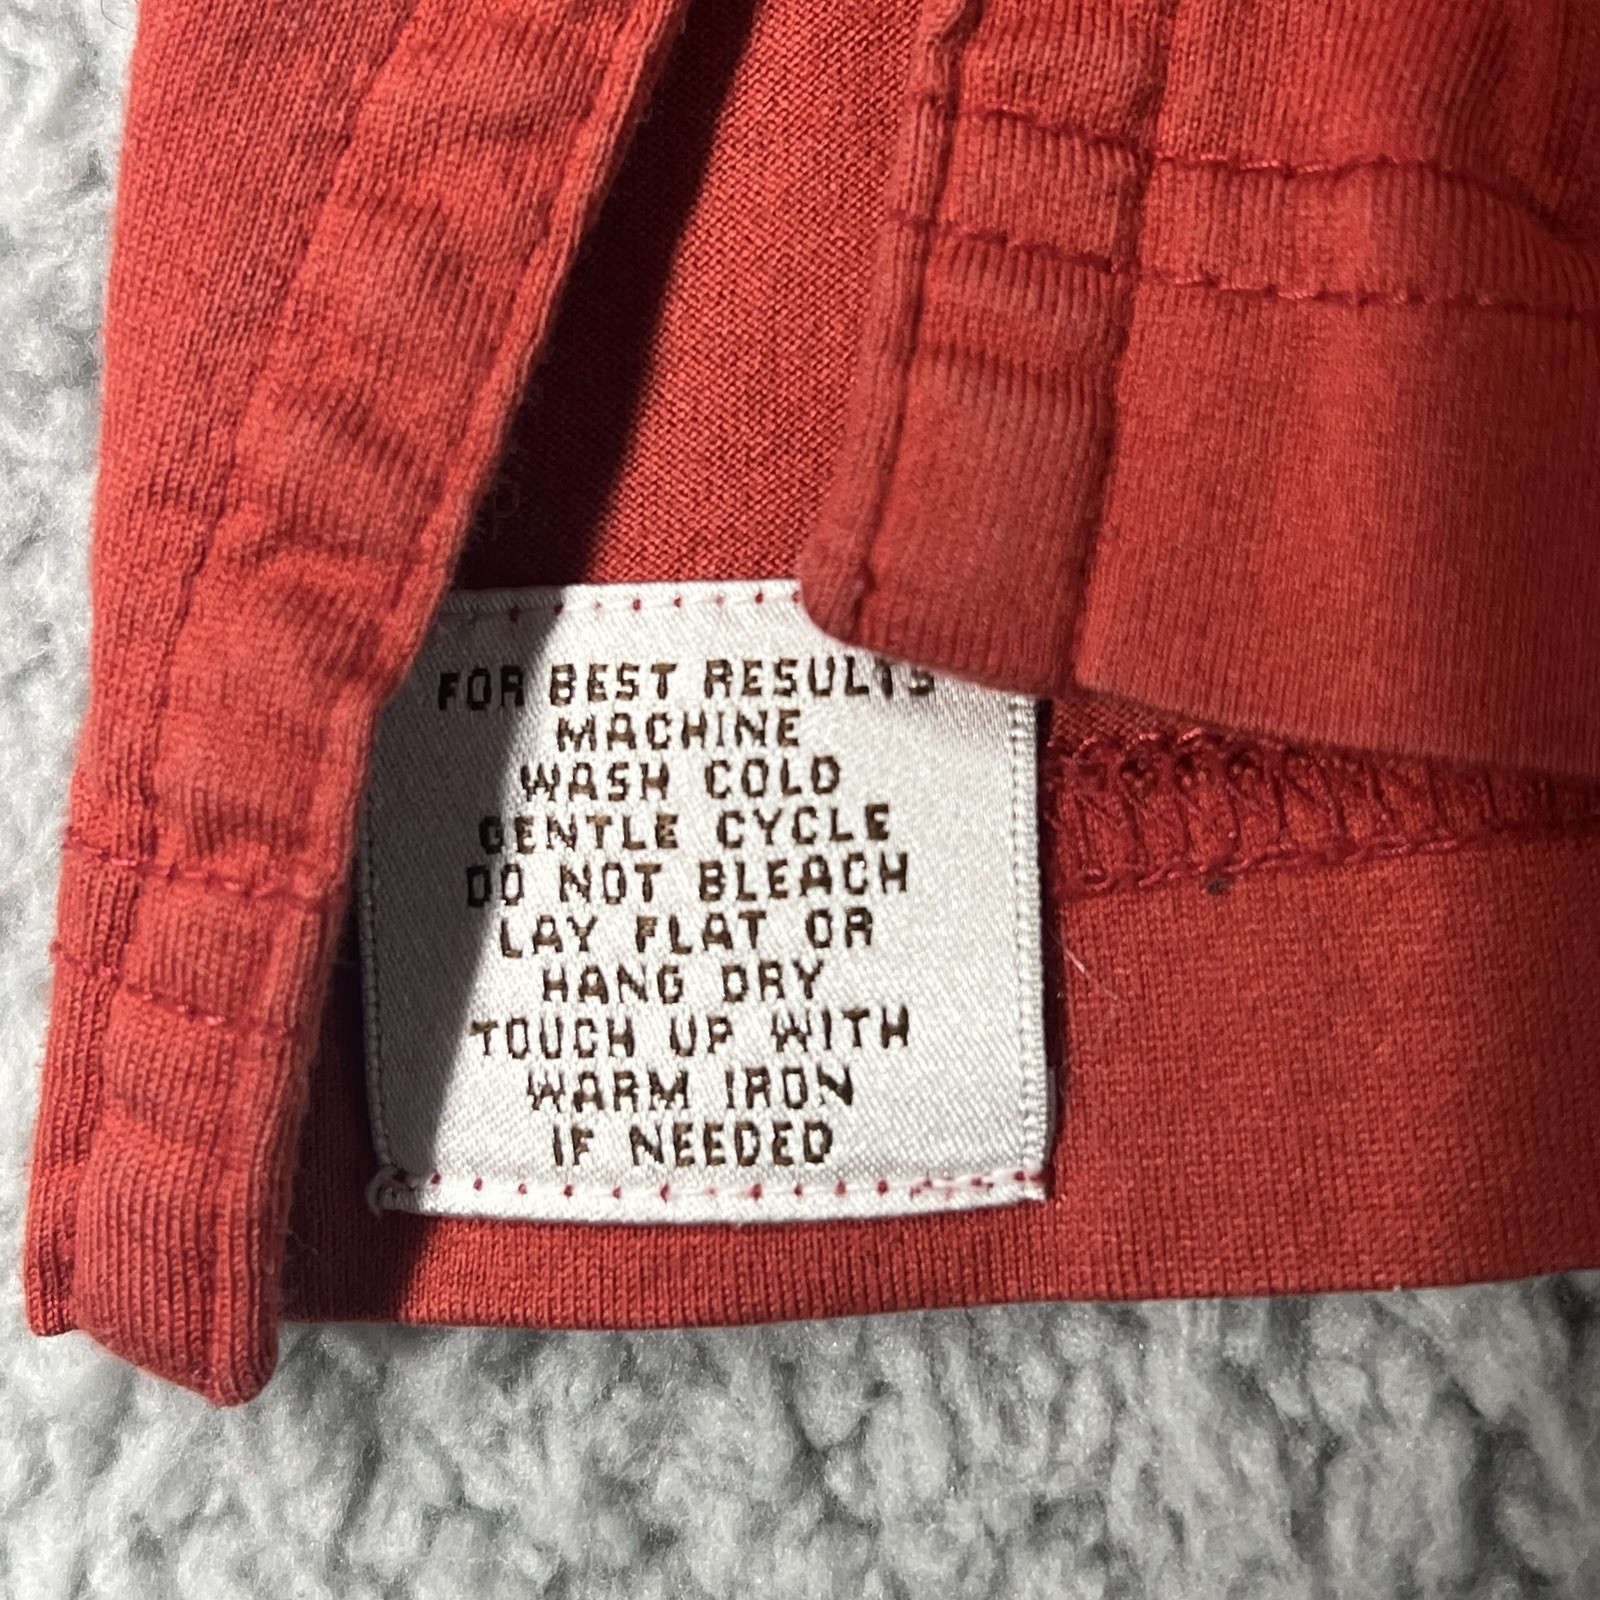 FOR BEST RESULTS
MACHINE
WASH COLD
GENTLE CYCLE
DO NOT BLEACH
LAY FLAT OR
HANG DRY
TOUCH UP WITH
WARM IRON
IF NEEDED